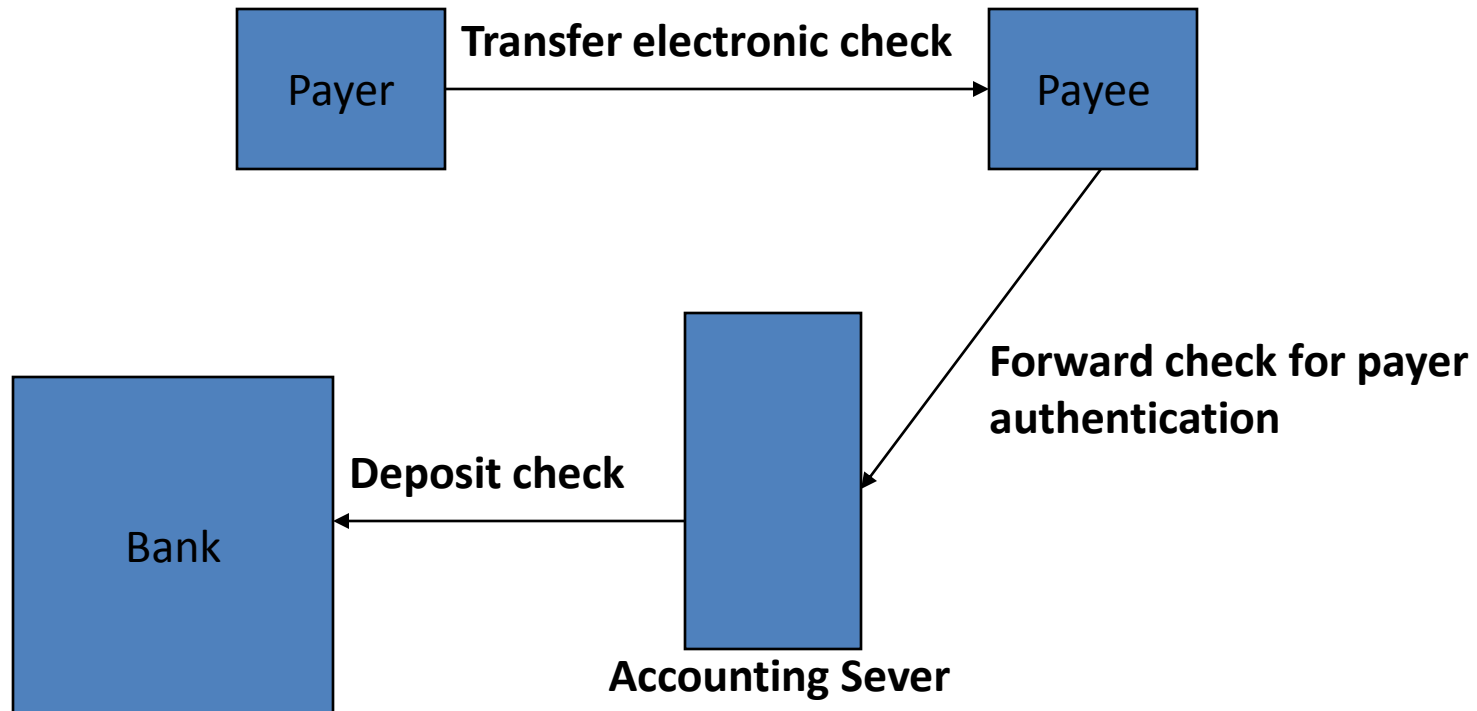 Transfer electronic check
Payer
Payee
Forward check for payer
authentication
Deposit check
Bank
Accounting Sever